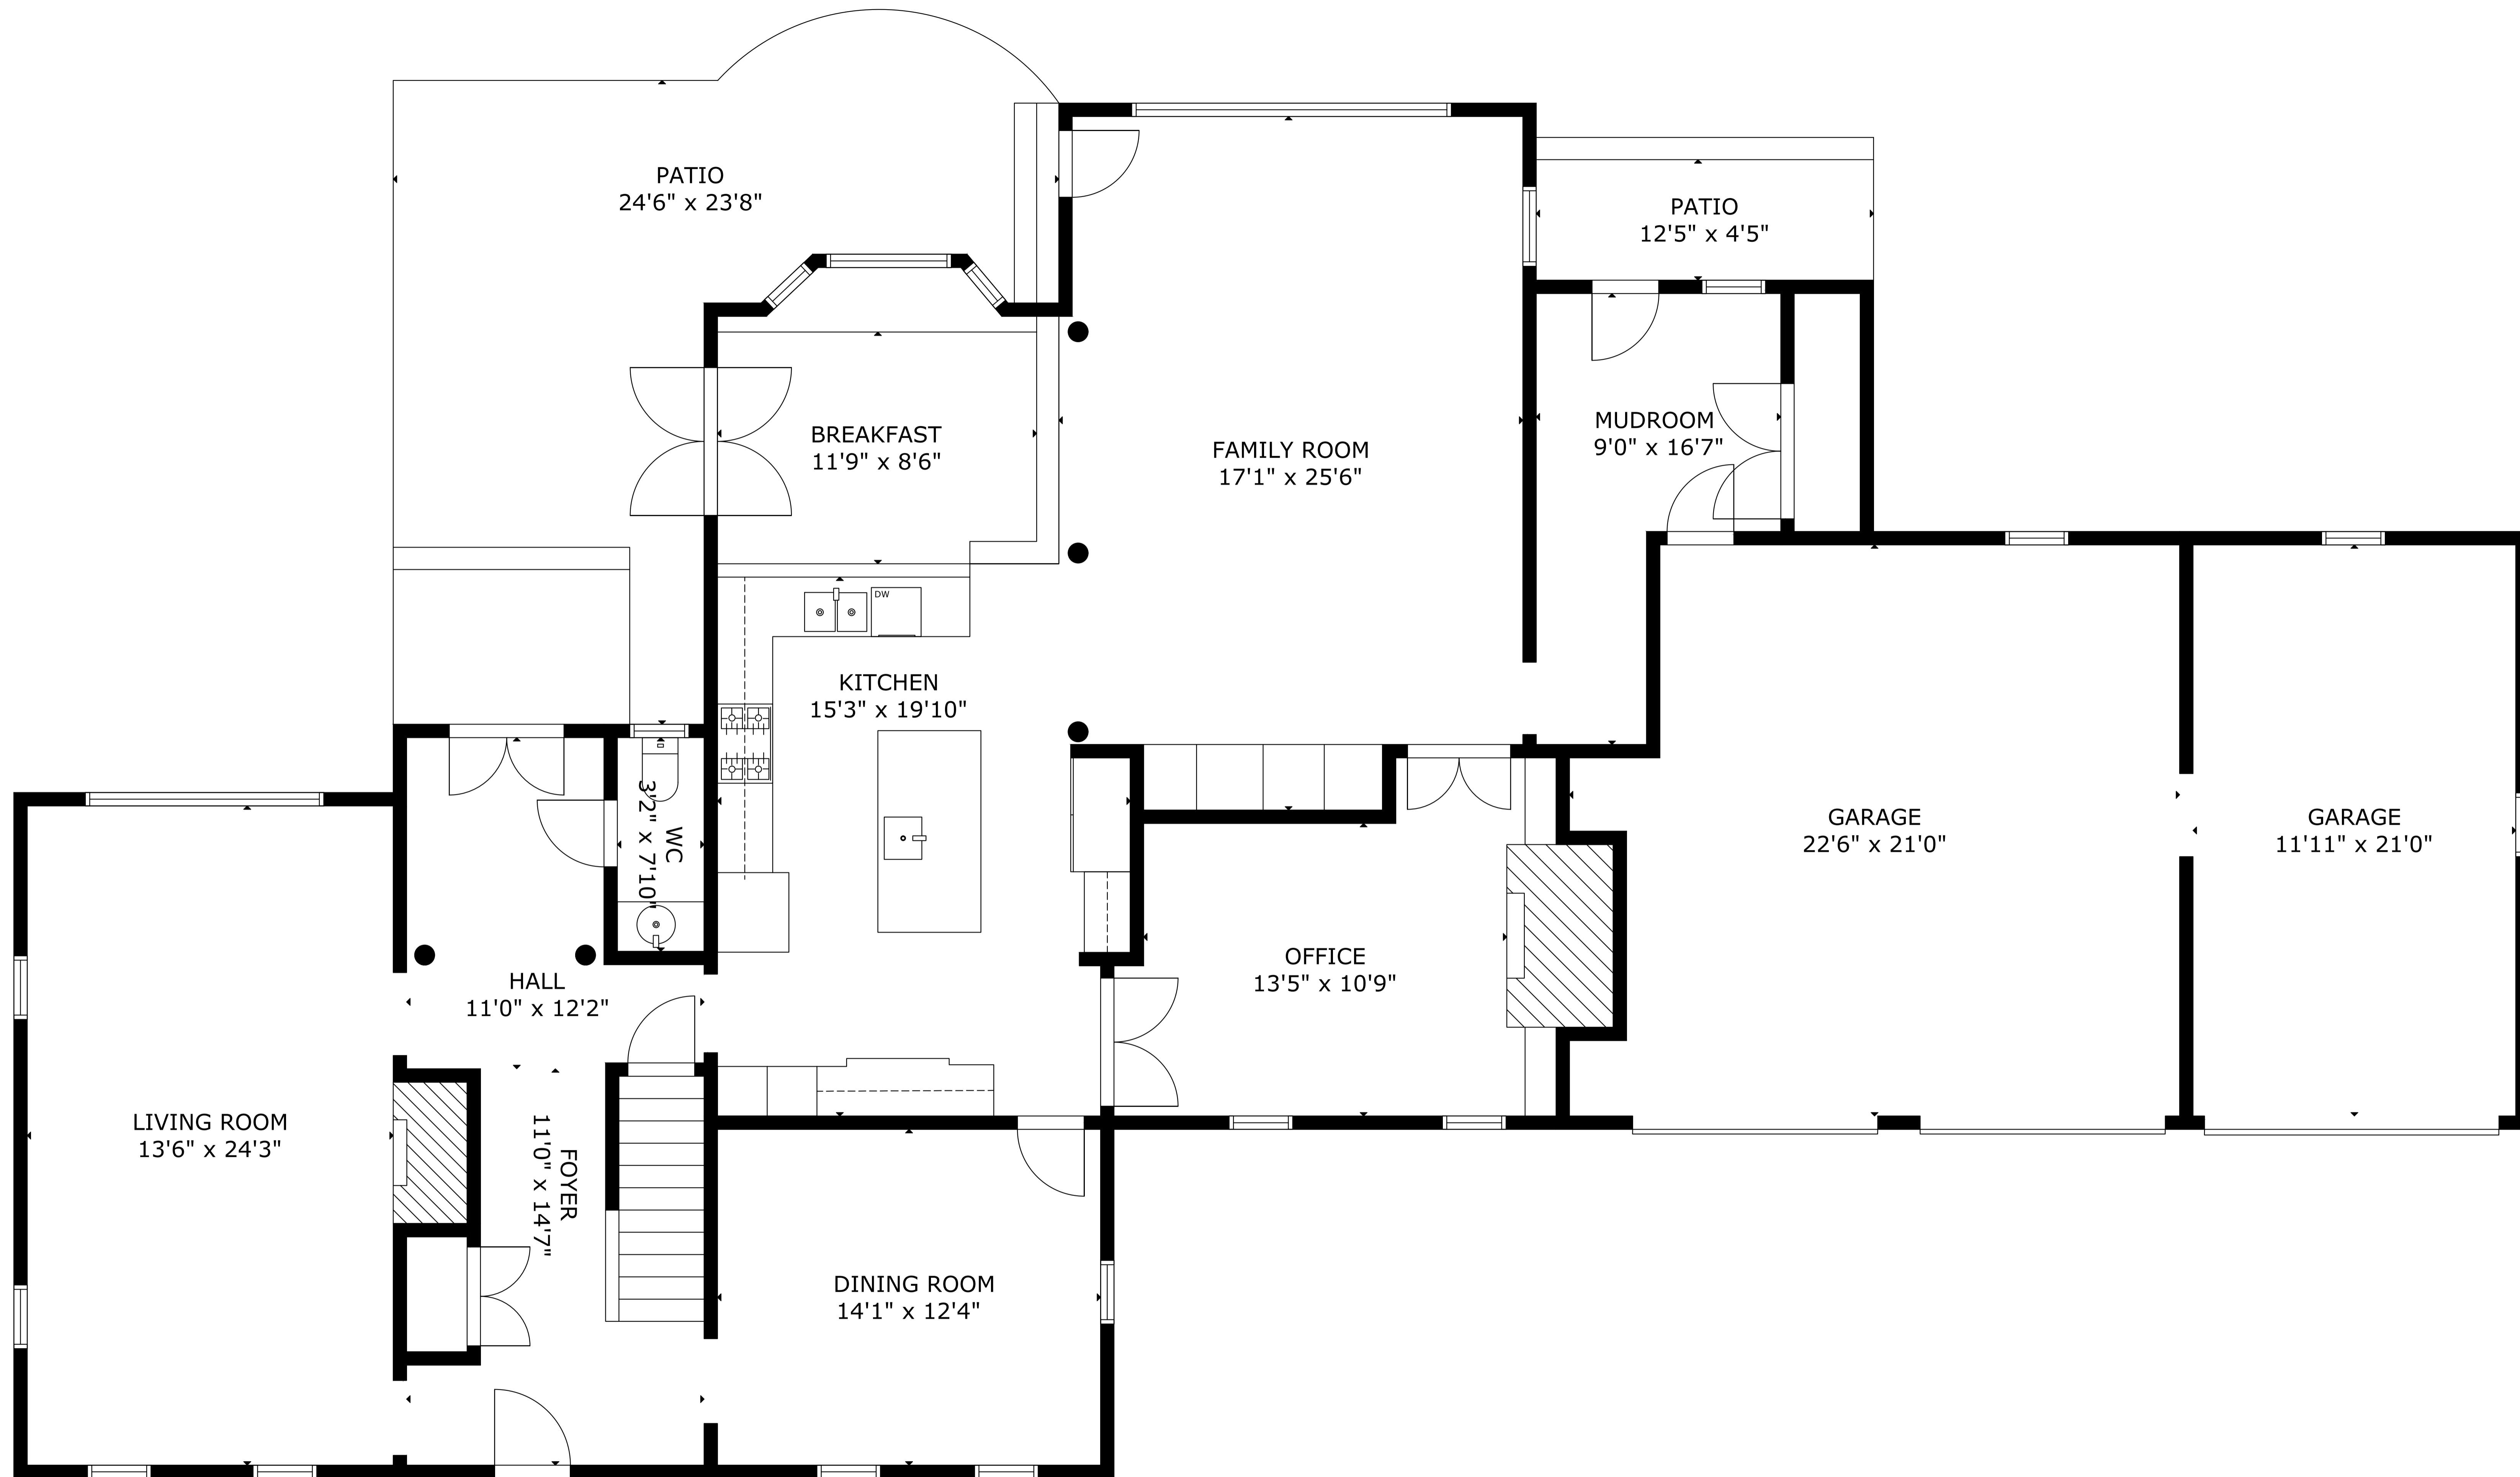 PATIO
24'6" x 23'8"
PATIO
12'5" x 4'5"
BREAKFAST
11'9" x 8'6"
FAMILY ROOM
17'1" x 25'6"
MUDROOM
9'0" x 16'7"
DW
KITCHEN
15'3" x 19'10"
WC
3'2" x 7'10"
GARAGE
22'6" x 21'0"
GARAGE
11'11" x 21'0"
HALL
11'0" x 12'2"
OFFICE
13'5" x 10'9"
LIVING ROOM
13'6" x 24'3"
FOYER
11'0" x 14'7"
DINING ROOM
14'1" x 12'4"